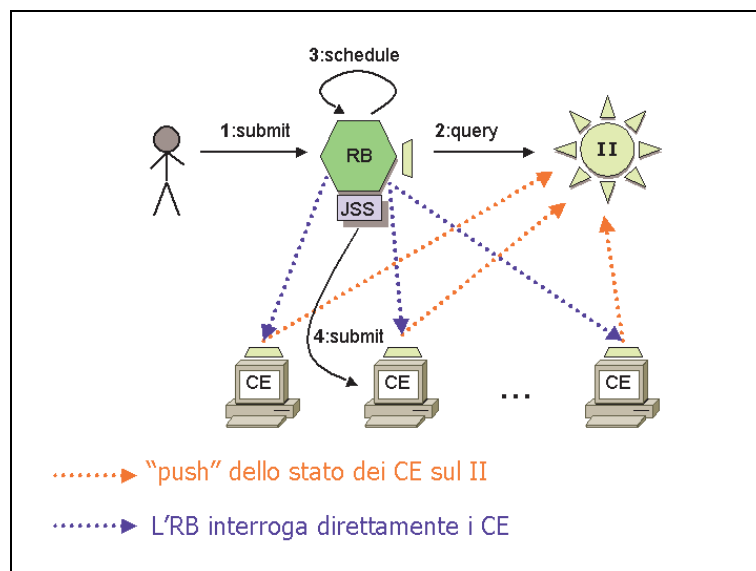 3:schedule
1:submit
RB
2:query
II
JSS
4:submit
CE
CE
...
CE
"push" dello stato dei CE sul II
L'RB interroga direttamente i CE